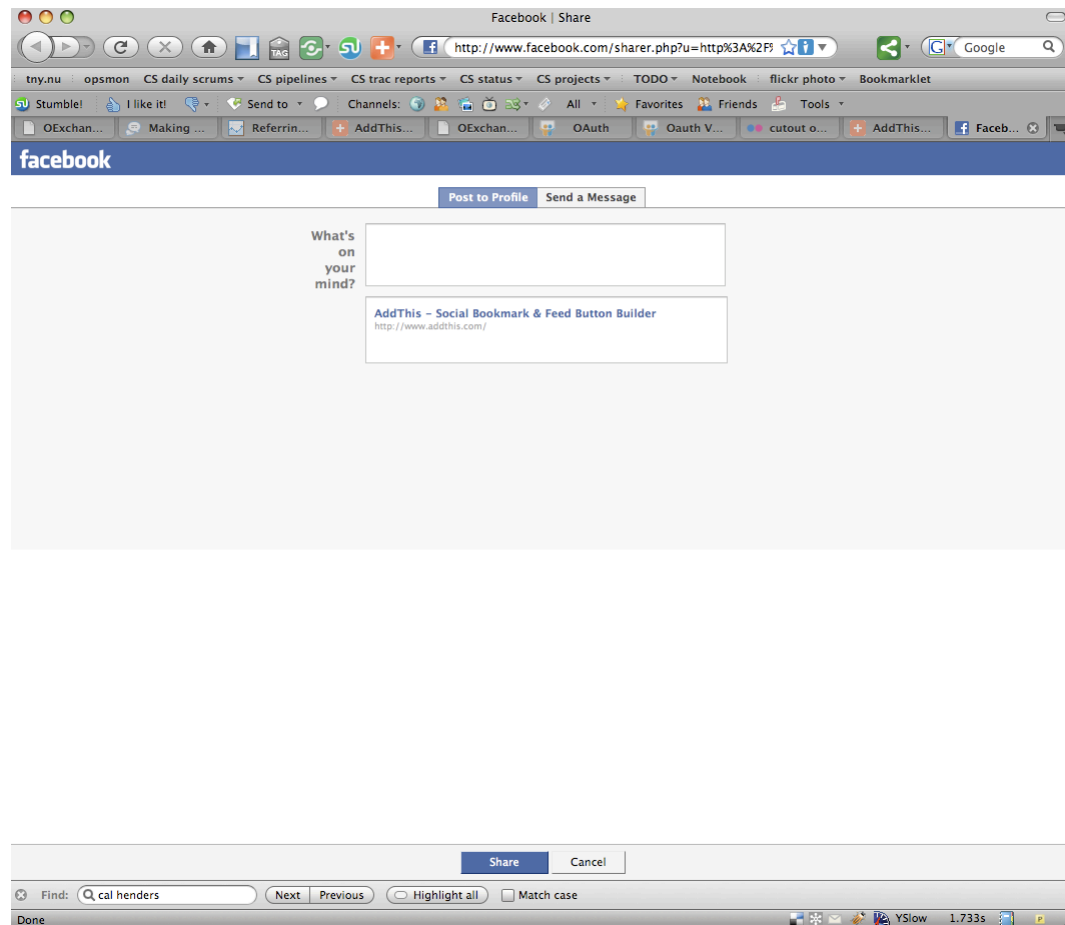 Facebook | Share
TAG
http://www.facebook.com/sharer.php?u=http%3A%2F%
G Google
tny.nu opsmon CS daily scrums CS pipelines CS trac reports CS status CS projects TODO Notebook flickr photo Bookmarklet
Stumble! I like it! Send to Channels: All Favorites Friends Tools
OExchan... Making ... Referrin... AddThis... OExchan... OAuth Oauth V... cutout o... AddThis... Faceb...
facebook
Post to Profile Send a Message
What's
on
your
mind?
AddThis – Social Bookmark & Feed Button Builder
http://www.addthis.com/
Share Cancel
Find: cal henders Next Previous Highlight all Match case
Done YSlow 1.733s P